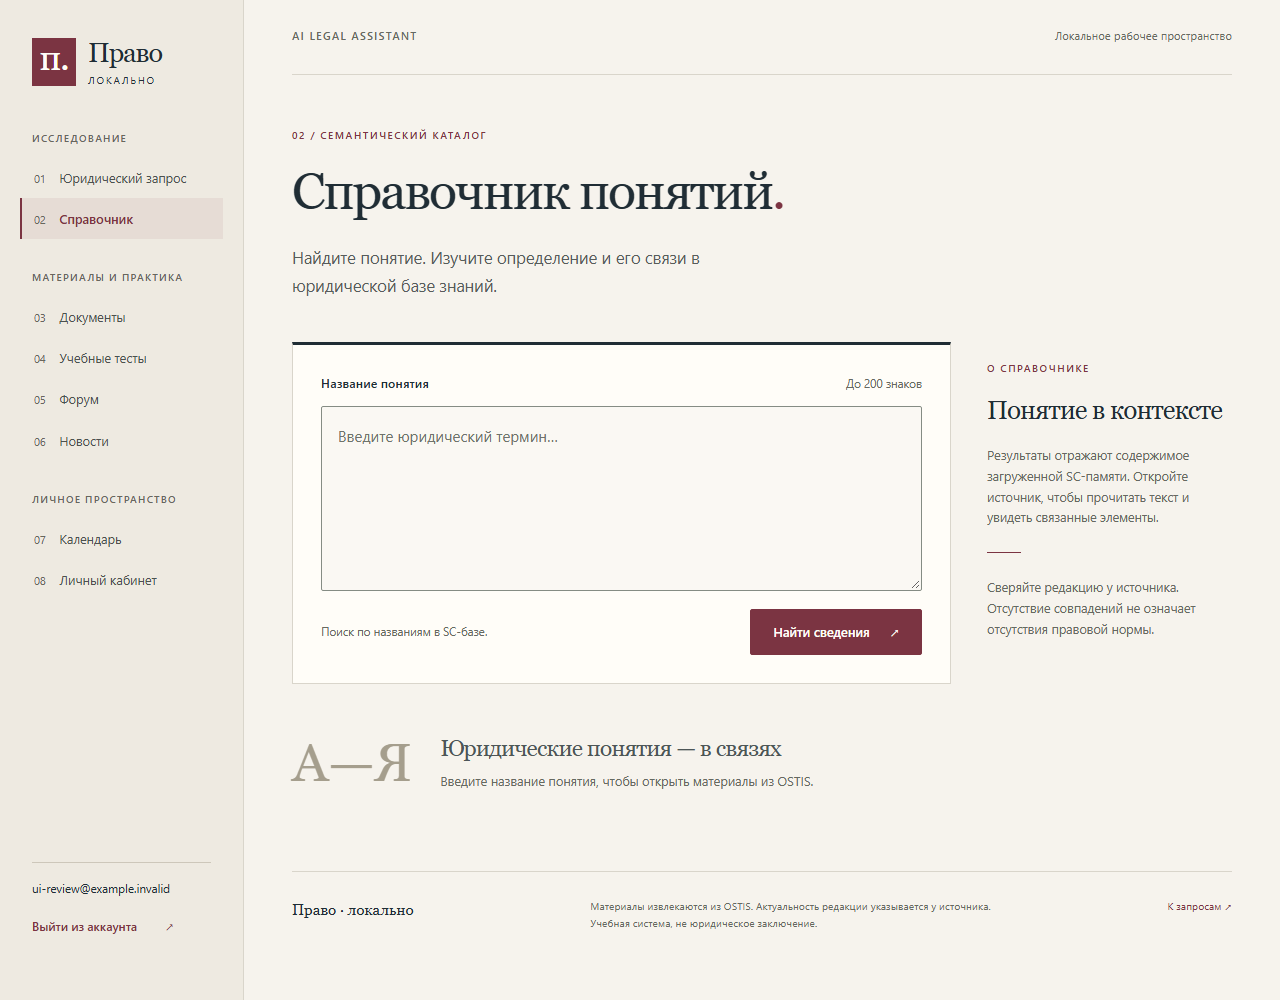 П.
Право
ЛОКАЛЬНО
ИССЛЕДОВАНИЕ
01 Юридический запрос
02 Справочник
МАТЕРИАЛЫ И ПРАКТИКА
03 Документы
04 Учебные тесты
05 Форум
06 Новости
ЛИЧНОЕ ПРОСТРАНСТВО
07 Календарь
08 Личный кабинет
ui-review@example.invalid
Выйти из аккаунта ↗
AI LEGAL ASSISTANT
Локальное рабочее пространство
02 / СЕМАНТИЧЕСКИЙ КАТАЛОГ
Справочник понятий.
Найдите понятие. Изучите определение и его связи в
юридической базе знаний.
Название понятия
До 200 знаков
Введите юридический термин...
Поиск по названиям в SC-базе.
Найти сведения ↗
О СПРАВОЧНИКЕ
Понятие в контексте
Результаты отражают содержимое
загруженной SC-памяти. Откройте
источник, чтобы прочитать текст и
увидеть связанные элементы.
Сверяйте редакцию у источника.
Отсутствие совпадений не означает
отсутствия правовой нормы.
А—Я
Юридические понятия — в связях
Введите название понятия, чтобы открыть материалы из OSTIS.
Право · локально
Материалы извлекаются из OSTIS. Актуальность редакции указывается у источника.
Учебная система, не юридическое заключение.
К запросам ↗